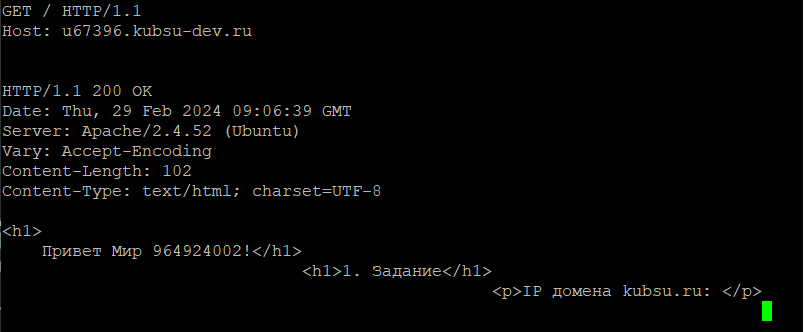 GET / HTTP/1.1
Host: u67396.kubsu-dev.ru
HTTP/1.1 200 OK
Date: Thu, 29 Feb 2024 09:06:39 GMT
Server: Apache/2.4.52 (Ubuntu)
Vary: Accept-Encoding
Content-Length: 102
Content-Type: text/html; charset=UTF-8
<h1>
Привет Мир 964924002!</h1>
<h1>1. Задание</h1>
<p>IP домена kubsu.ru: </p>